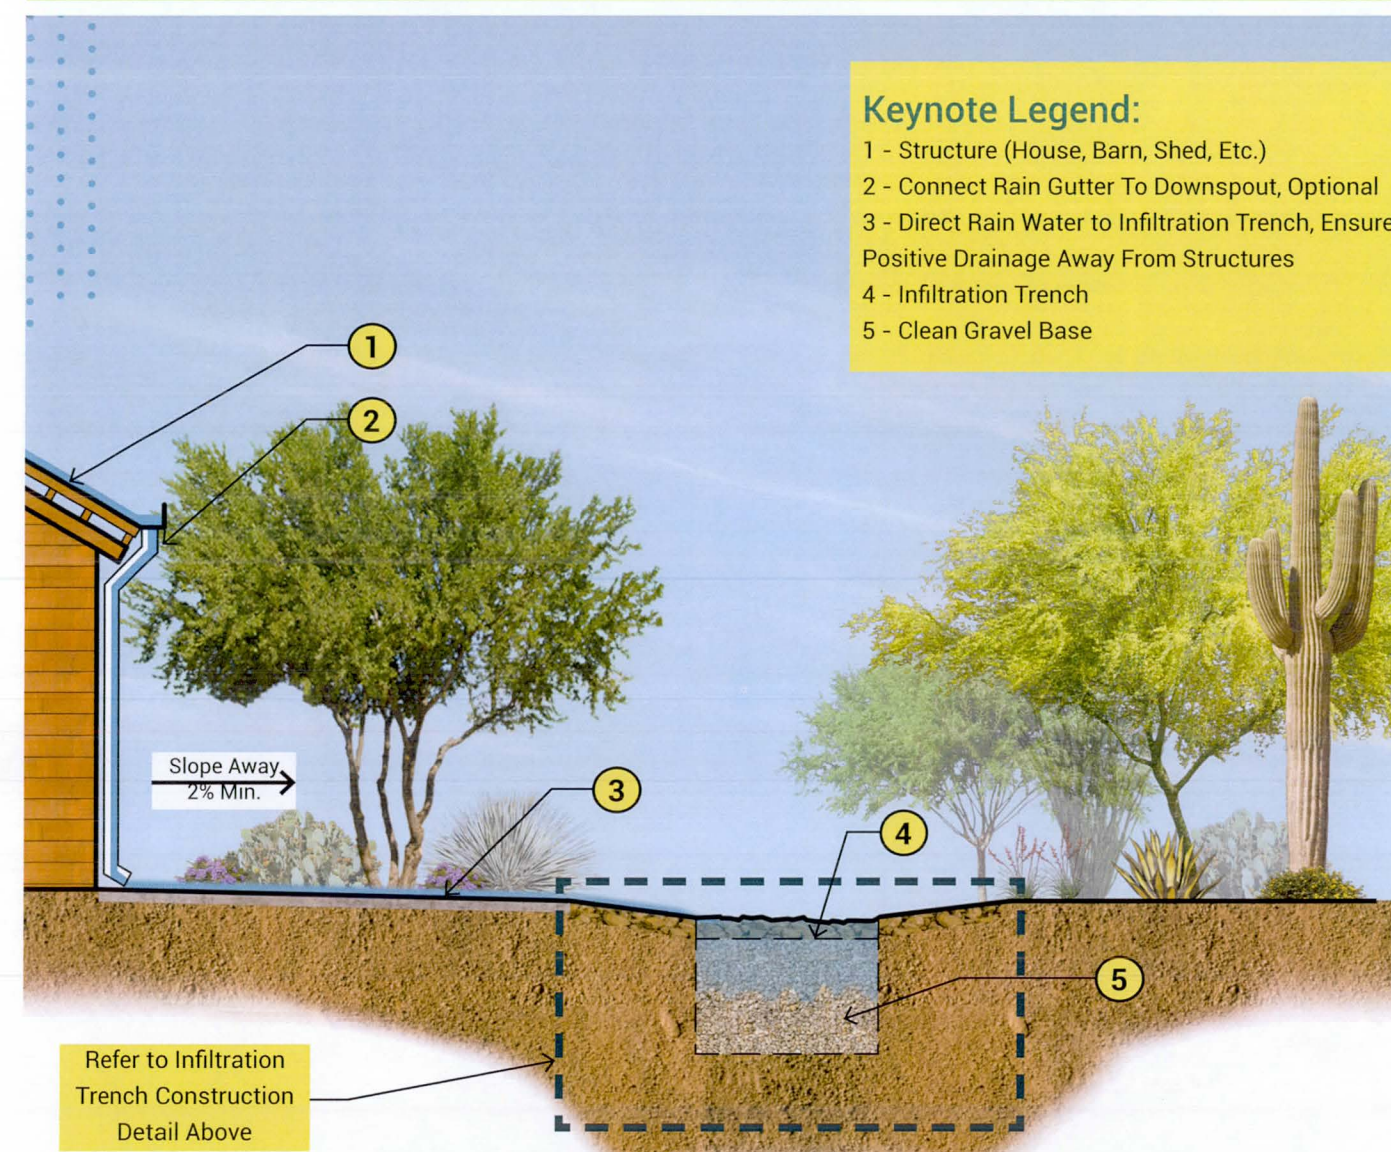 Keynote Legend:
1 - Structure (House, Barn, Shed, Etc.)
2 - Connect Rain Gutter To Downspout, Optional
3 - Direct Rain Water to Infiltration Trench, Ensure
Positive Drainage Away From Structures
4 - Infiltration Trench
5 - Clean Gravel Base
1
2
Slope Away
2% Min.
3
4
5
Refer to Infiltration
Trench Construction
Detail Above